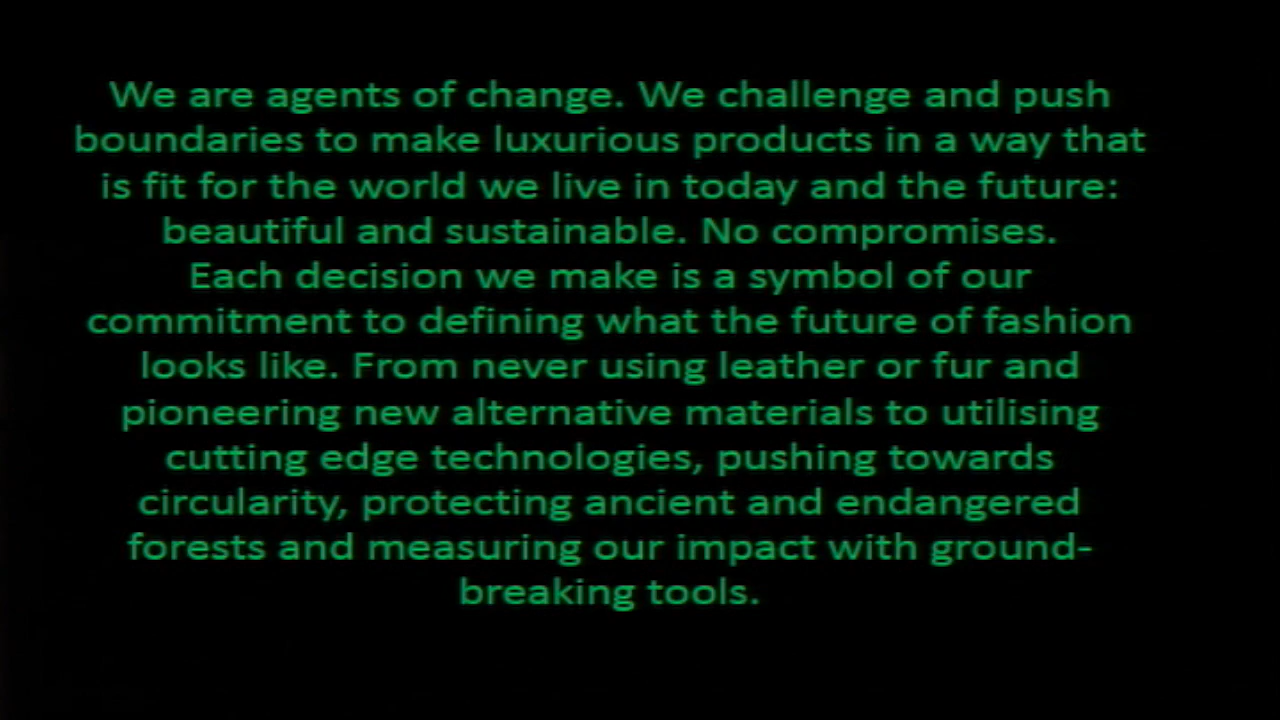 We are agents of change. We challenge and push
boundaries to make luxurious products in a way that
is fit for the world we live in today and the future:
beautiful and sustainable. No compromises.
Each decision we make is a symbol of our
commitment to defining what the future of fashion
looks like. From never using leather or fur and
pioneering new alternative materials to utilising
cutting edge technologies, pushing towards
circularity, protecting ancient and endangered
forests and measuring our impact with ground-
breaking tools.